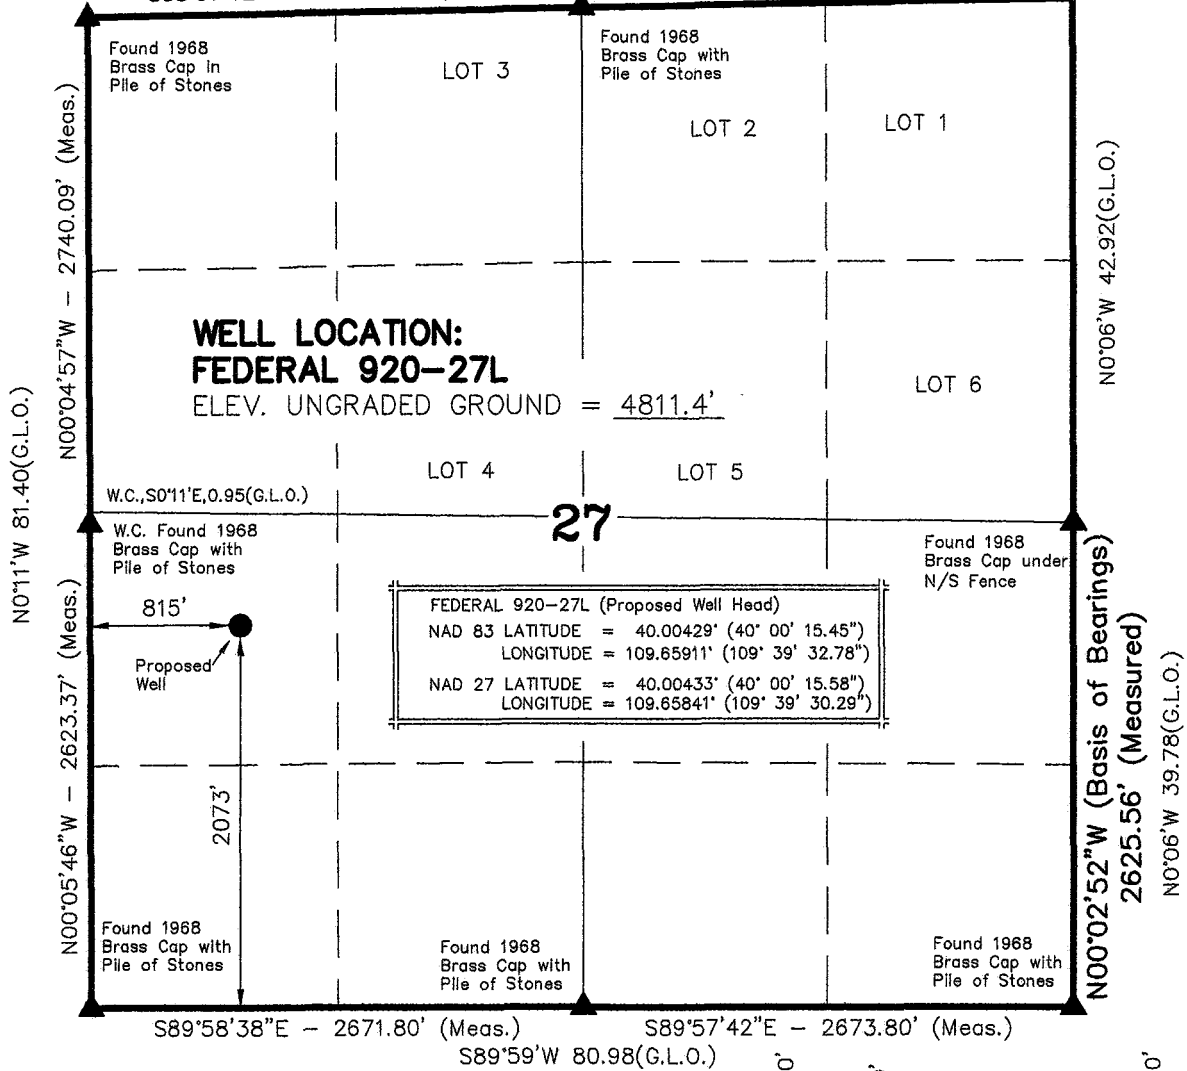 Found 1968
Brass Cap in
Pile of Stones
LOT 3
Found 1968
Brass Cap with
Pile of Stones
LOT 2
LOT 1
N00°04'57"W - 2740.09' (Meas.)
N0°06'W 42.92(G.L.O.)
WELL LOCATION:
FEDERAL 920-27L
ELEV. UNGRADED GROUND = 4811.4'
LOT 6
LOT 4
LOT 5
N0°11'W 81.40(G.L.O.)
W.C.,S0°11'E,0.95(G.L.O.)
27
W.C. Found 1968
Brass Cap with
Pile of Stones
Found 1968
Brass Cap under
N/S Fence
815'
Proposed
Well
FEDERAL 920-27L (Proposed Well Head)
NAD 83 LATITUDE = 40.00429° (40° 00' 15.45")
LONGITUDE = 109.65911° (109° 39' 32.78")
NAD 27 LATITUDE = 40.00433° (40° 00' 15.58")
LONGITUDE = 109.65841° (109° 39' 30.29")
N00°05'46"W - 2623.37' (Meas.)
2073'
N00°02'52"W (Basis of Bearings)
2625.56' (Measured)
N0°06'W 39.78(G.L.O.)
Found 1968
Brass Cap with
Pile of Stones
Found 1968
Brass Cap with
Pile of Stones
Found 1968
Brass Cap with
Pile of Stones
S89°58'38"E - 2671.80' (Meas.)
S89°57'42"E - 2673.80' (Meas.)
S89°59'W 80.98(G.L.O.)